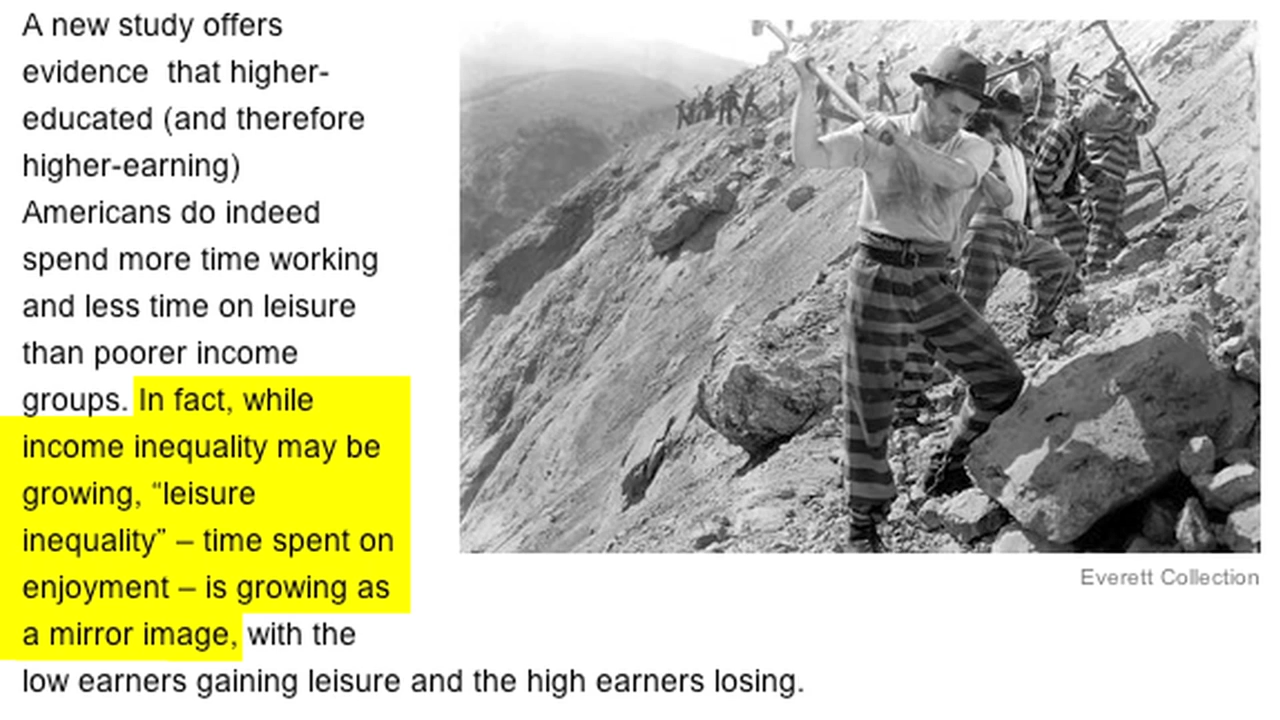 A new study offers
evidence  that higher-
educated (and therefore
higher-earning)
Americans do indeed
spend more time working
and less time on leisure
than poorer income
groups. In fact, while
income inequality may be
growing, “leisure
inequality” – time spent on
enjoyment – is growing as
a mirror image, with the
low earners gaining leisure and the high earners losing.
Everett Collection